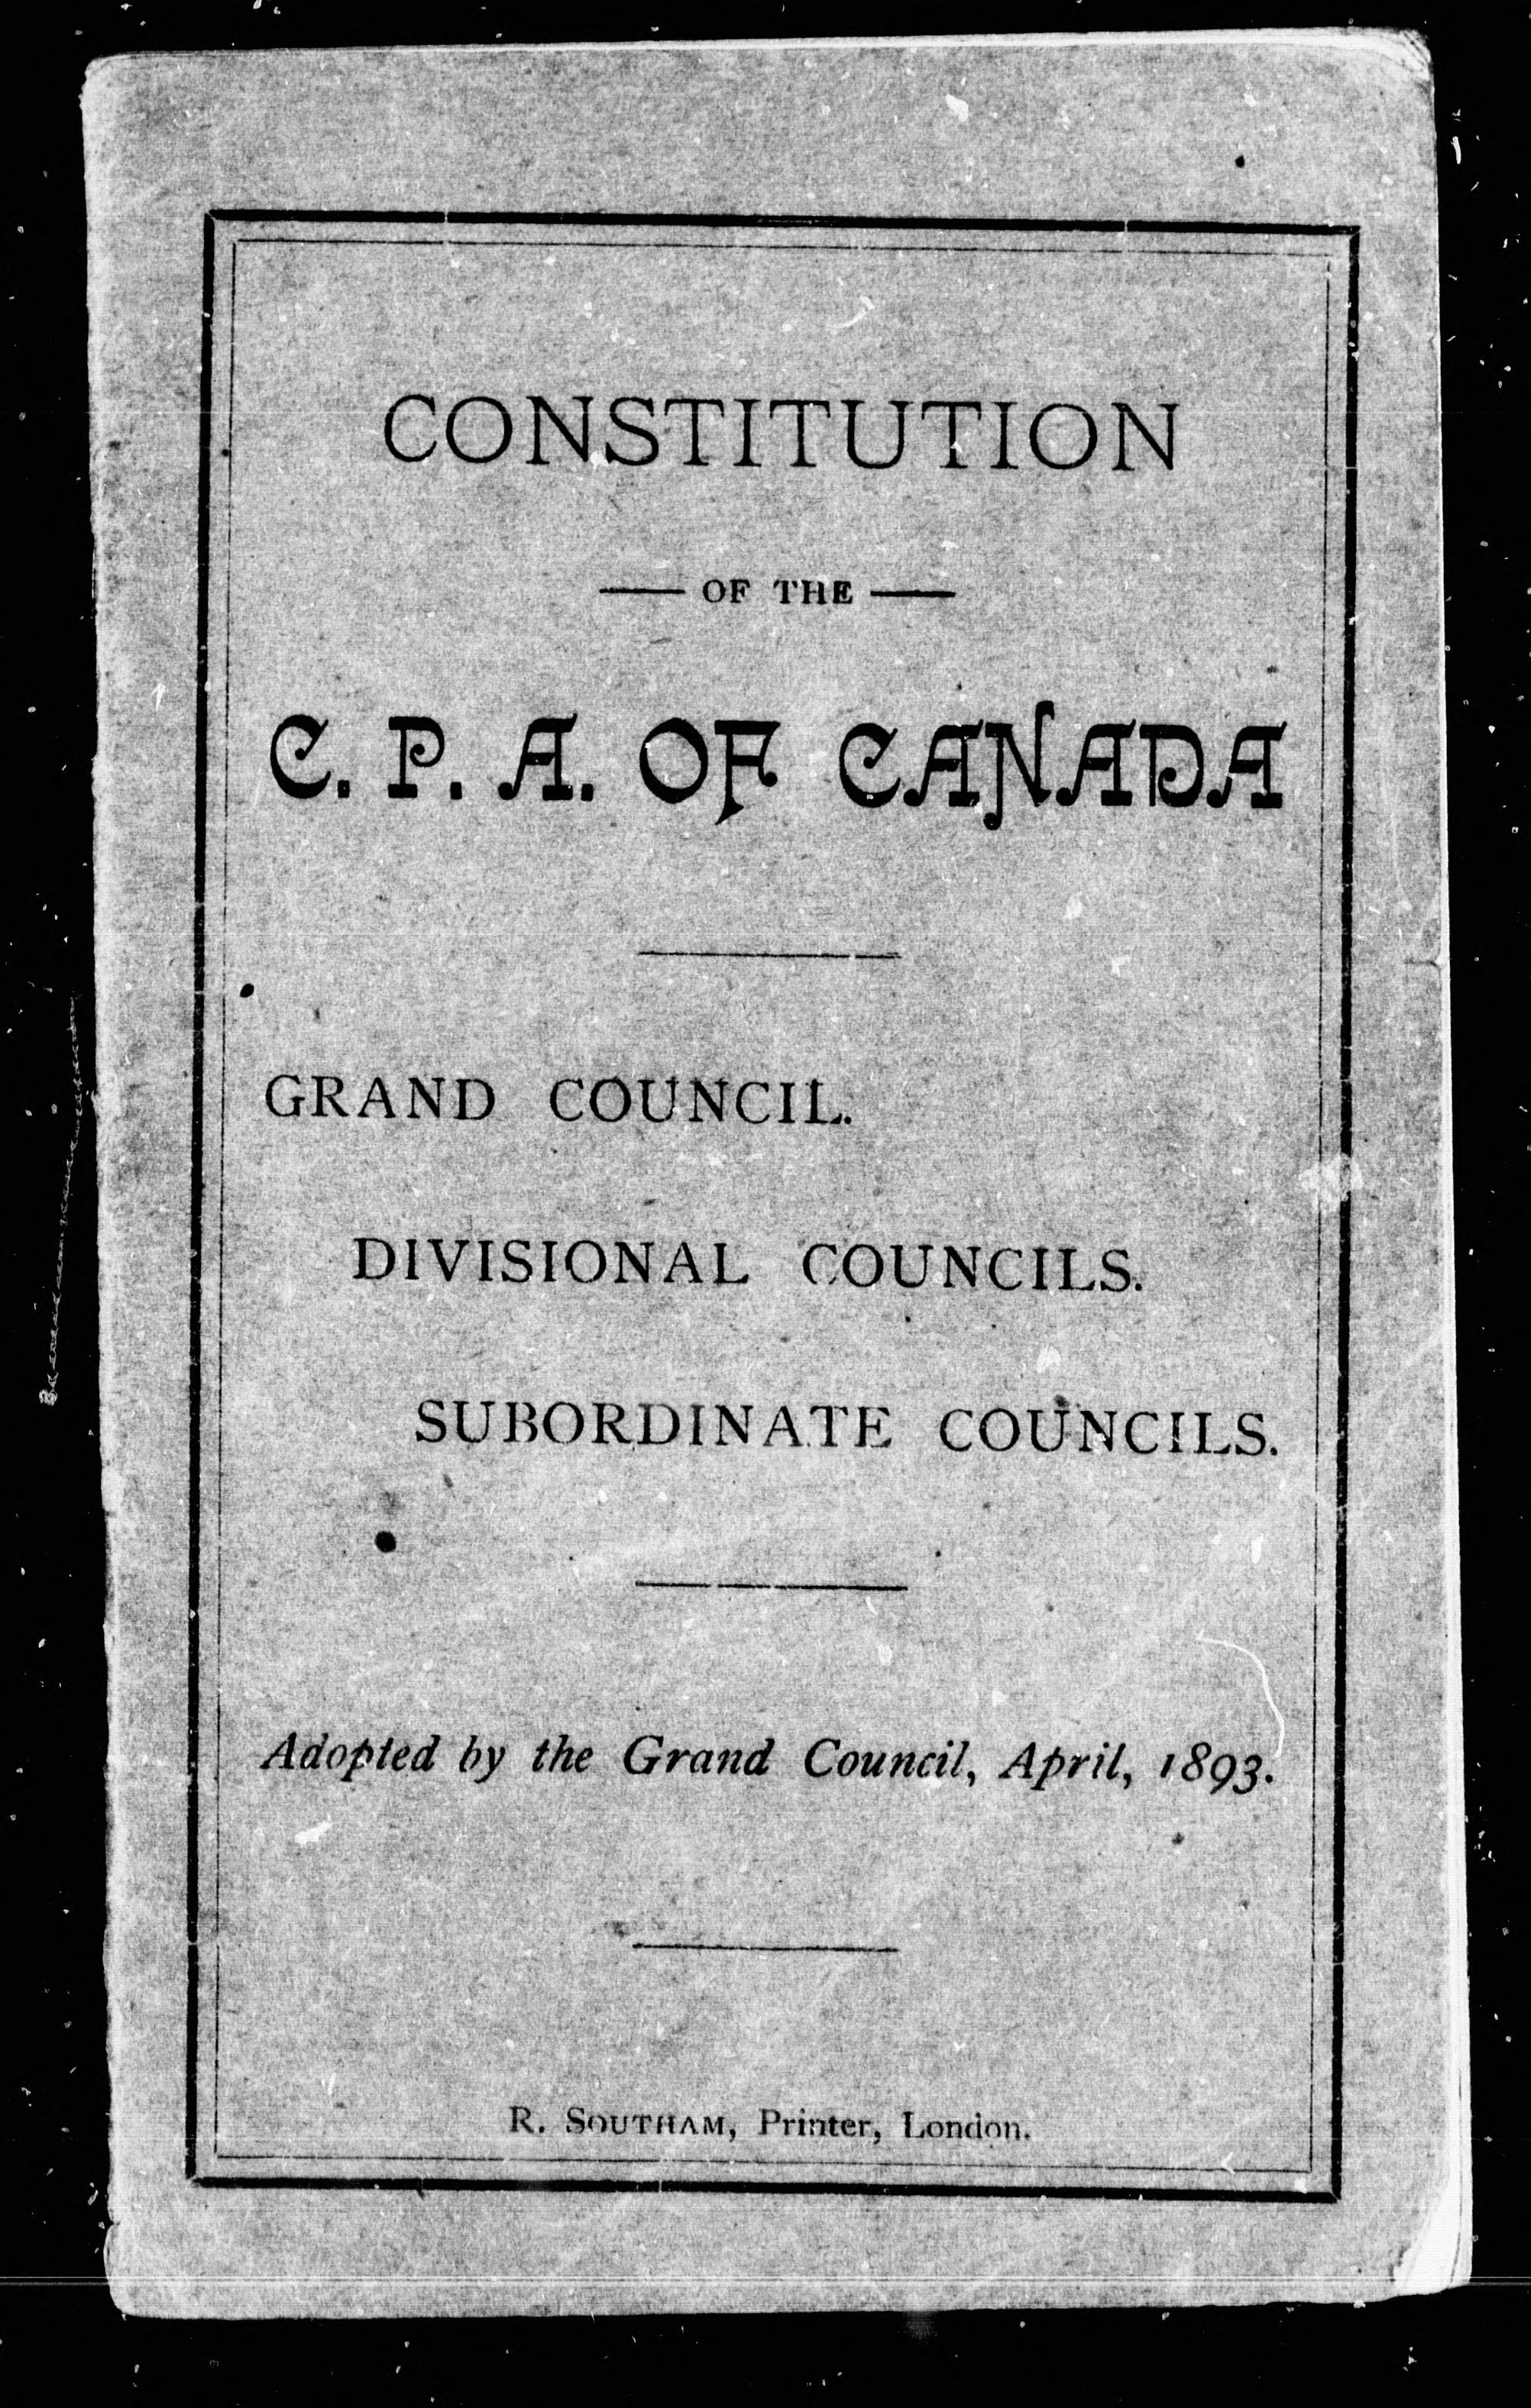 CONSTITUTION
— OF THE —
C. P. A. OF CANADA
GRAND COUNCIL.
DIVISIONAL COUNCILS.
SUBORDINATE COUNCILS.
Adopted by the Grand Council, April, 1893.
R. SOUTHAM, Printer, London.